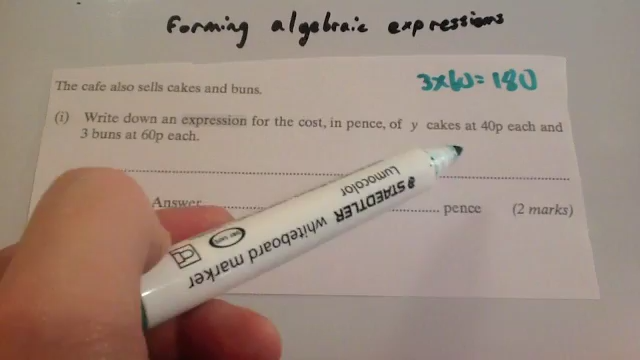 Forming algebraic expressions
3x60=180
The cafe also sells cakes and buns.
(i) Write down an expression for the cost, in pence, of y cakes at 40p each and
3 buns at 60p each.
Answer .......... pence (2 marks)
STAEDTLER whiteboard marker
Lumocolor